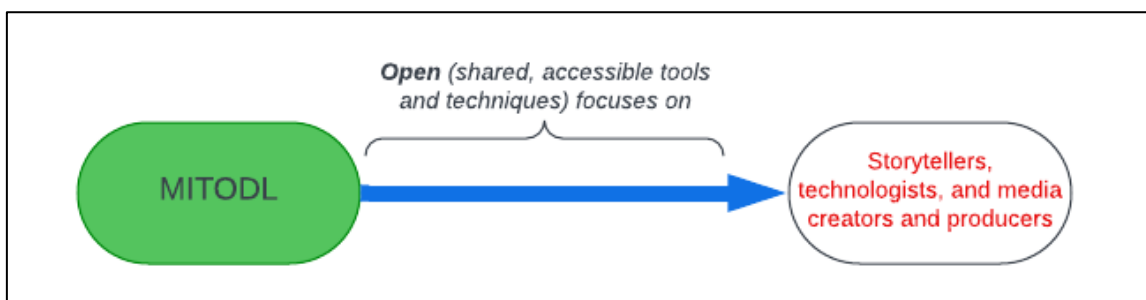 Open (shared, accessible tools
and techniques) focuses on
MITODL
Storytellers,
technologists, and media
creators and producers